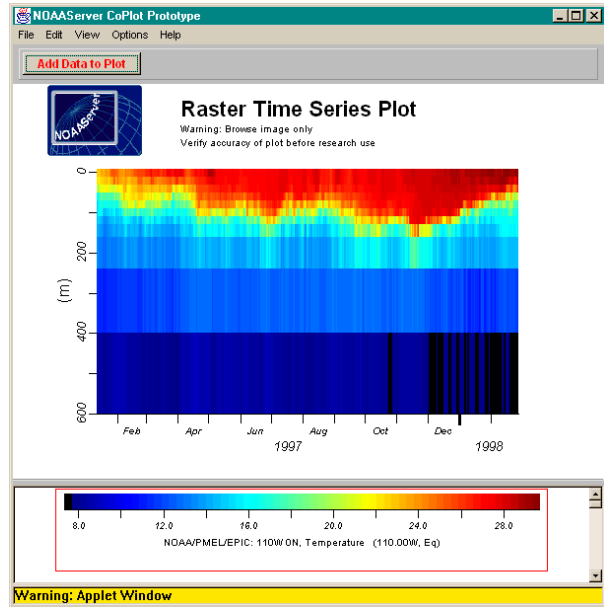 NOAAServer CoPlot Prototype
File Edit View Options Help
Add Data to Plot
NOAAServer
Raster Time Series Plot
Warning: Browse image only
Verify accuracy of plot before research use
0
200
(m)
400
600
Feb Apr Jun Aug Oct Dec
1997 1998
8.0 12.0 16.0 20.0 24.0 28.0
NOAA/PMEL/EPIC: 110W 0N, Temperature (110.00W, Eq)
Warning: Applet Window